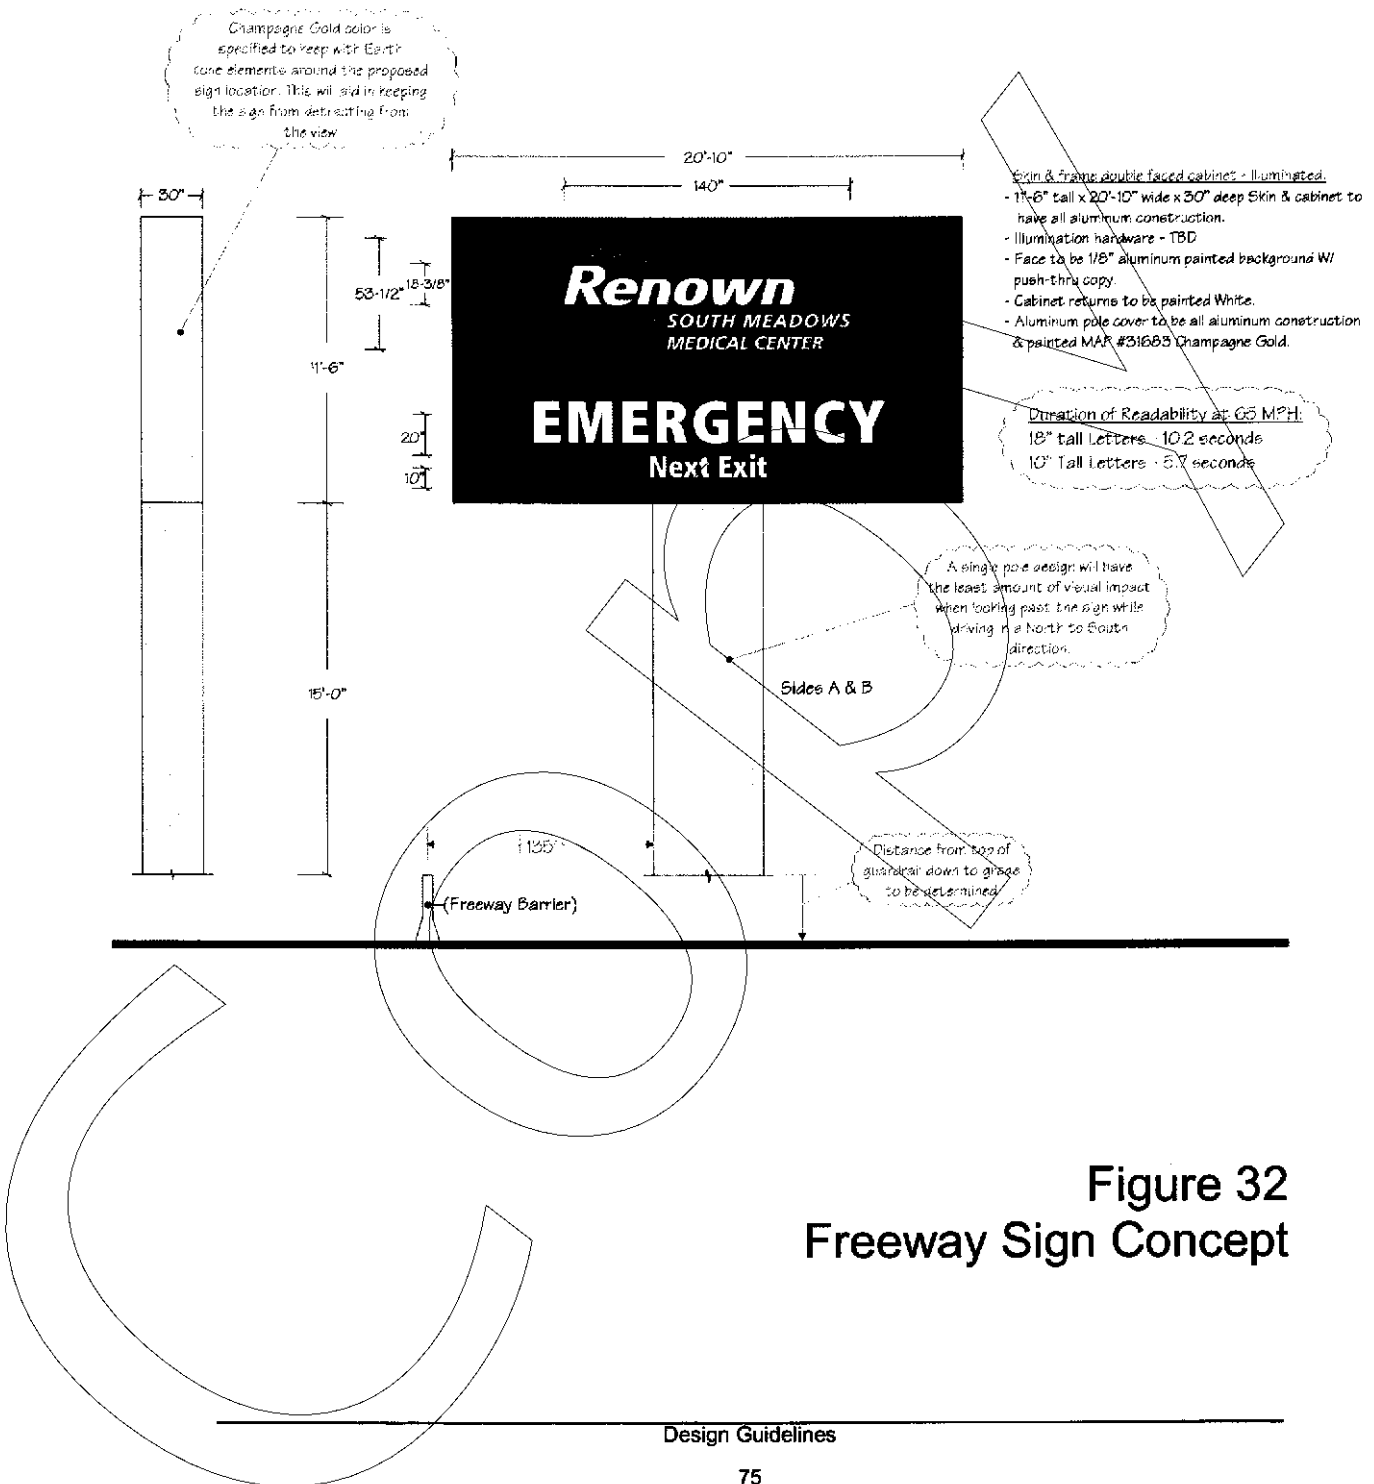 Champagne Gold color is
specified to keep with Earth
tone elements around the proposed
sign location. This will aid in keeping
the sign from detracting from
the view
20'-10"
140"
30"
53-1/2"
18-3/8"
11'-6"
20"
10"
15'-0"
Renown
SOUTH MEADOWS
MEDICAL CENTER
EMERGENCY
Next Exit
Skin & frame double faced cabinet - Illuminated.
- 11'-6" tall x 20'-10" wide x 30" deep Skin & cabinet to
have all aluminum construction.
- Illumination hardware - TBD
- Face to be 1/8" aluminum painted background W/
push-thru copy.
- Cabinet returns to be painted White.
- Aluminum pole cover to be all aluminum construction
& painted MAP #31683 Champagne Gold.
Duration of Readability at 65 MPH:
18" tall Letters - 10.2 seconds
10" Tall Letters - 5.7 seconds
A single pole design will have
the least amount of visual impact
when looking past the sign while
driving in a North to South
direction.
Sides A & B
135'
(Freeway Barrier)
Distance from top of
guardrail down to grade
to be determined
COPY
Figure 32
Freeway Sign Concept
Design Guidelines
75